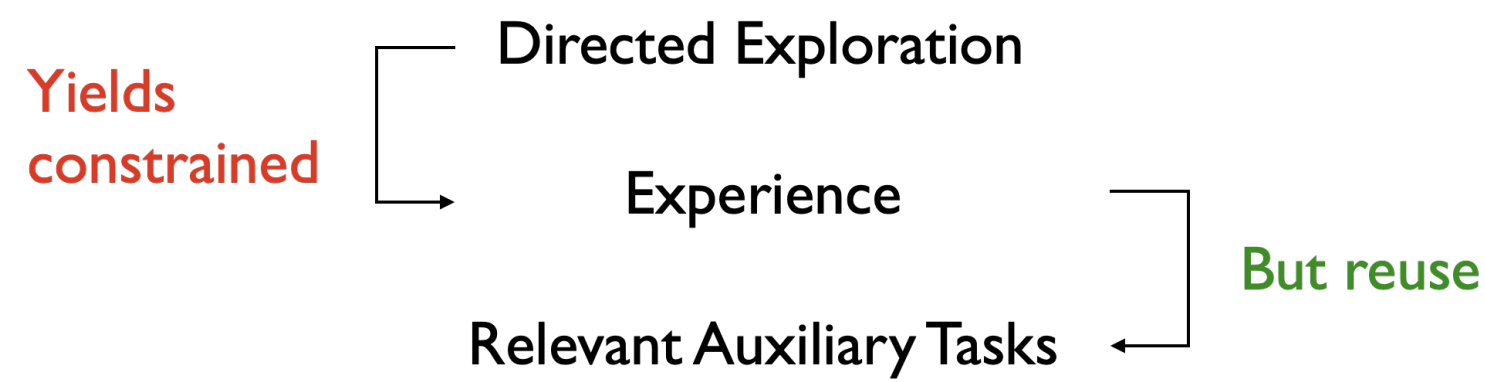 Directed Exploration
Yields
constrained
Experience
But reuse
Relevant Auxiliary Tasks